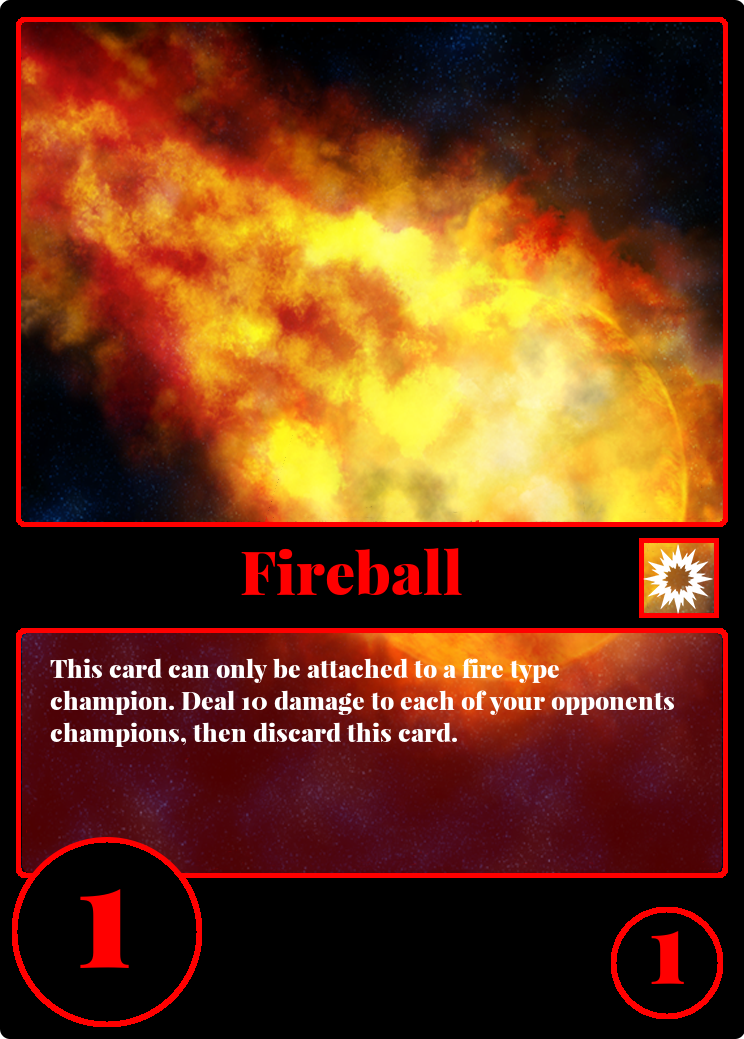 Fireball
This card can only be attached to a fire type
champion. Deal 10 damage to each of your opponents
champions, then discard this card.
1
1